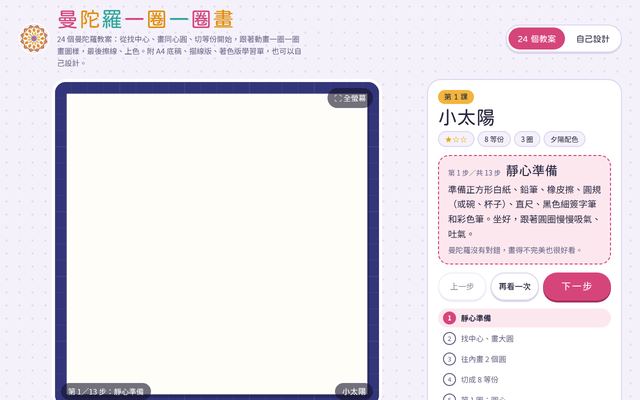 曼陀羅一圈一圈畫
24 個曼陀羅教案：從找中心、畫同心圓、切等份開始，跟著動畫一圈一圈
畫圖樣，最後擦線、上色。附 A4 底稿、描線版、著色版學習單，也可以自
己設計。
24 個教案
自己設計
全螢幕
第 1 課
小太陽
★☆☆
8 等份
3 圈
夕陽配色
第 1 步／共 13 步
靜心準備
準備正方形白紙、鉛筆、橡皮擦、圓規
（或碗、杯子）、直尺、黑色細簽字筆
和彩色筆。坐好，跟著圓圈慢慢吸氣、
吐氣。
曼陀羅沒有對錯，畫得不完美也很好看。
上一步
再看一次
下一步
1 靜心準備
2 找中心、畫大圓
3 往內畫 2 個圓
4 切成 8 等份
第 1／13 步：靜心準備
小太陽